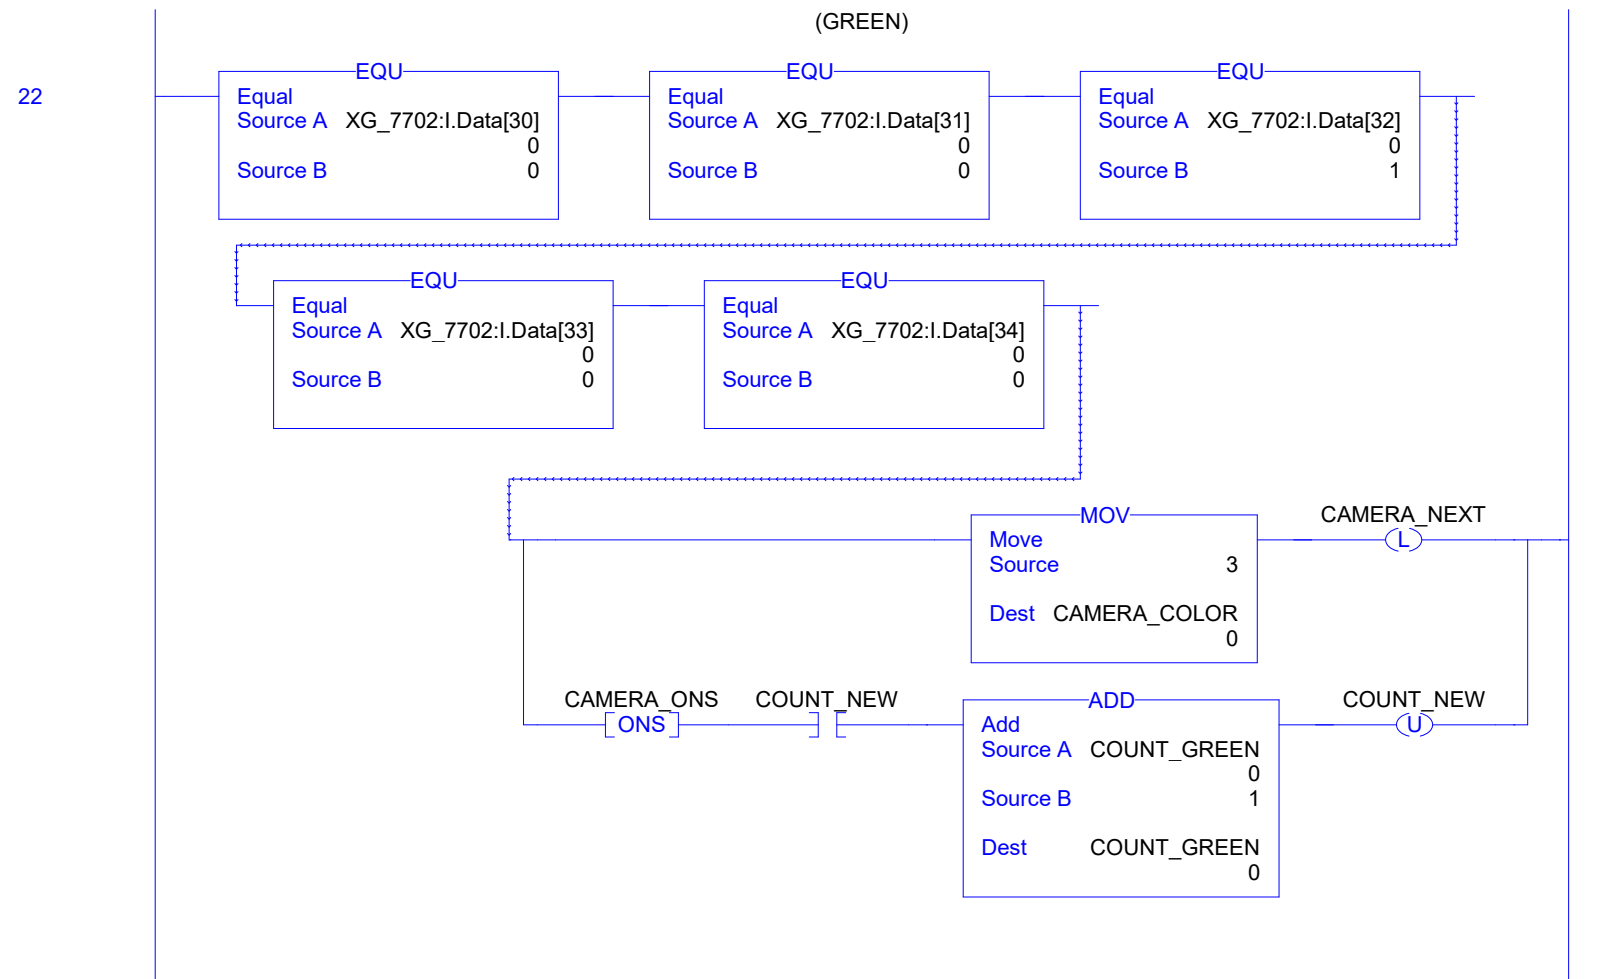 (GREEN)
22
EQU EQU EQU
Equal Equal Equal
Source A XG_7702:I.Data[30] Source A XG_7702:I.Data[31] Source A XG_7702:I.Data[32]
0 0 0
Source B 0 Source B 0 Source B 1
EQU EQU
Equal Equal
Source A XG_7702:I.Data[33] Source A XG_7702:I.Data[34]
0 0
Source B 0 Source B 0
MOV CAMERA_NEXT
Move L
Source 3
Dest CAMERA_COLOR
0
CAMERA_ONS COUNT_NEW ADD COUNT_NEW
ONS Add U
Source A COUNT_GREEN
0
Source B 1
Dest COUNT_GREEN
0